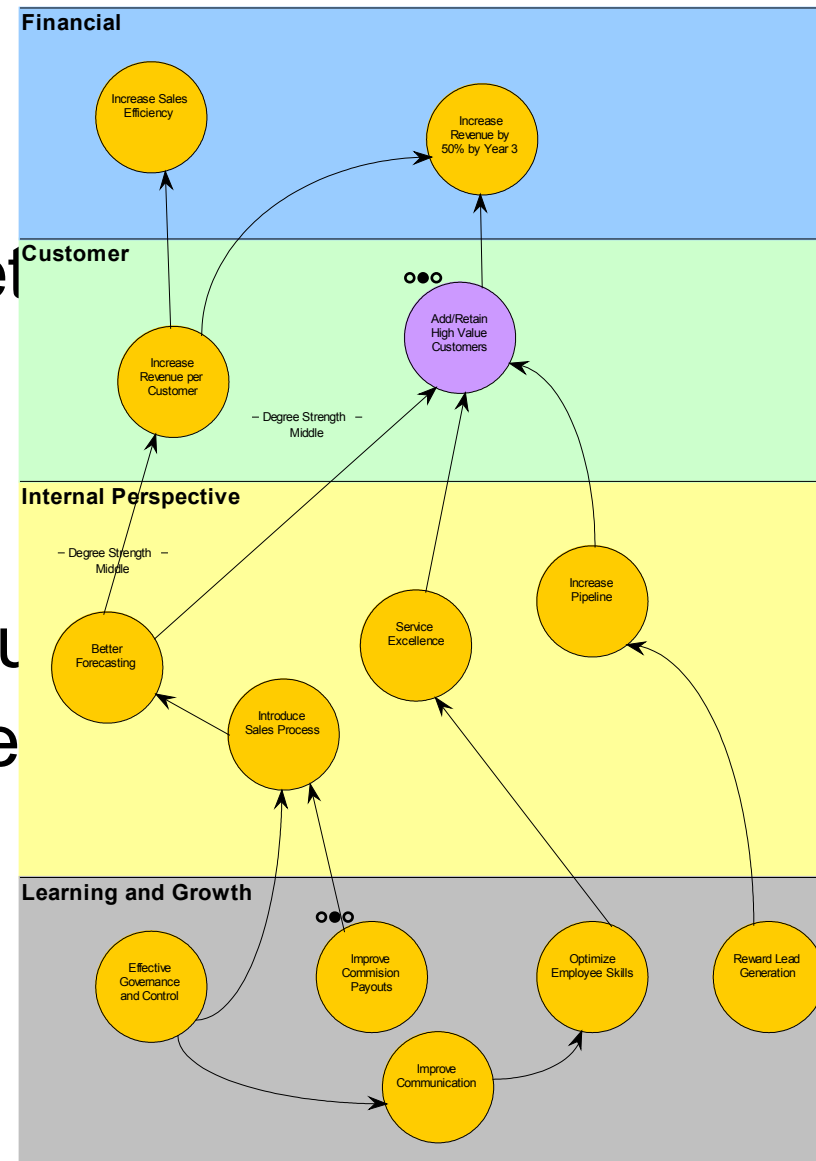 Financial
Increase Sales
Efficiency
Increase
Revenue by
50% by Year 3
et
Customer
Add/Retain
High Value
Customers
Increase
Revenue per
Customer
– Degree Strength –
Middle
Internal Perspective
– Degree Strength –
Middle
Increase
Pipeline
Service
Excellence
u
Better
Forecasting
Introduce
Sales Process
e
Learning and Growth
Effective
Governance
and Control
Improve
Commision
Payouts
Optimize
Employee Skills
Reward Lead
Generation
Improve
Communication